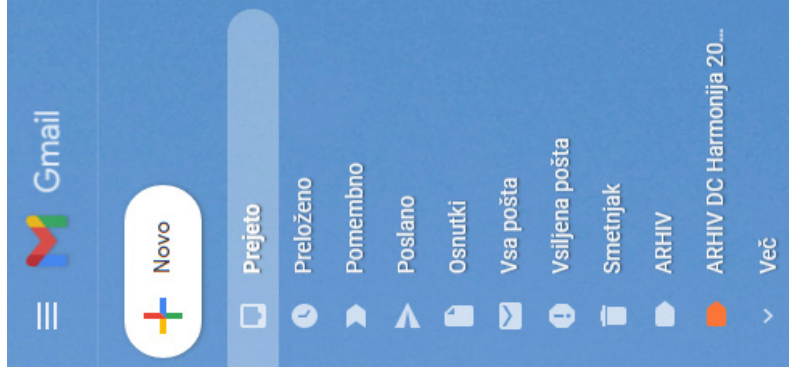 Gmail
Novo
Prejeto
Preloženo
Pomembno
Poslano
Osnutki
Vsa pošta
Vsiljena pošta
Smetnjak
ARHIV
ARHIV DC Harmonija 20...
Več